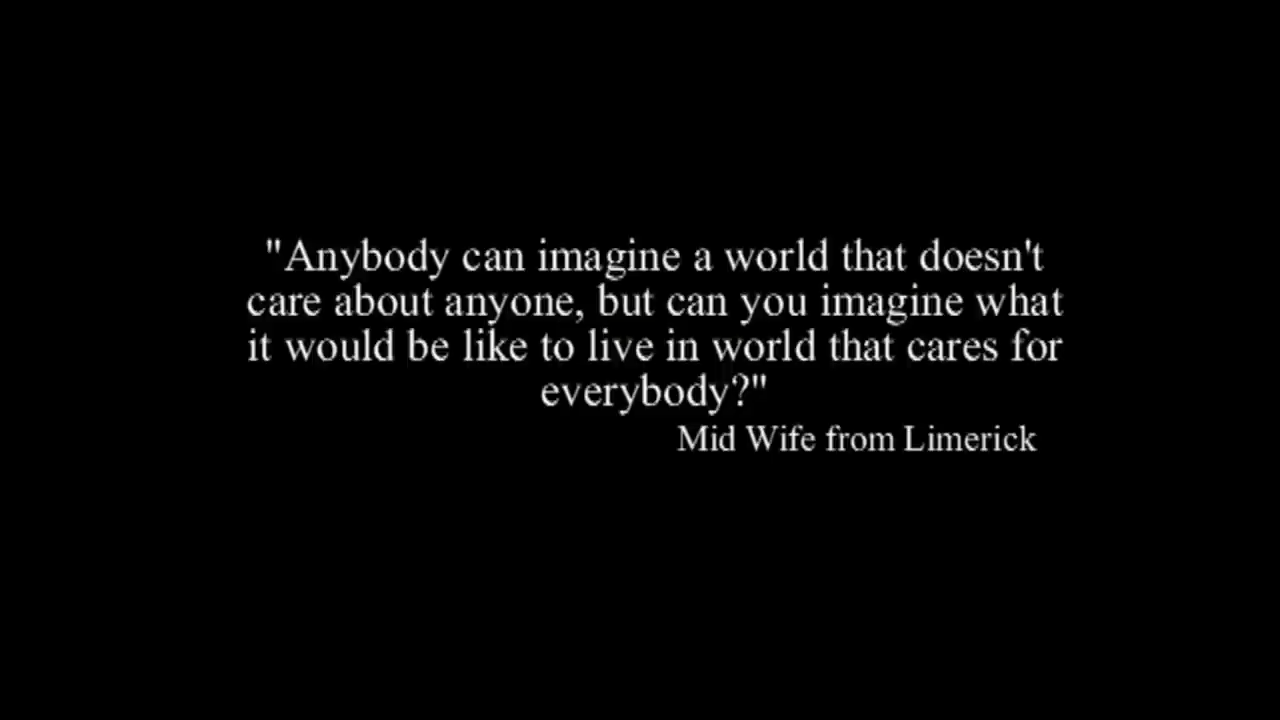 "Anybody can imagine a world that doesn't
care about anyone, but can you imagine what
it would be like to live in world that cares for
everybody?"
Mid Wife from Limerick